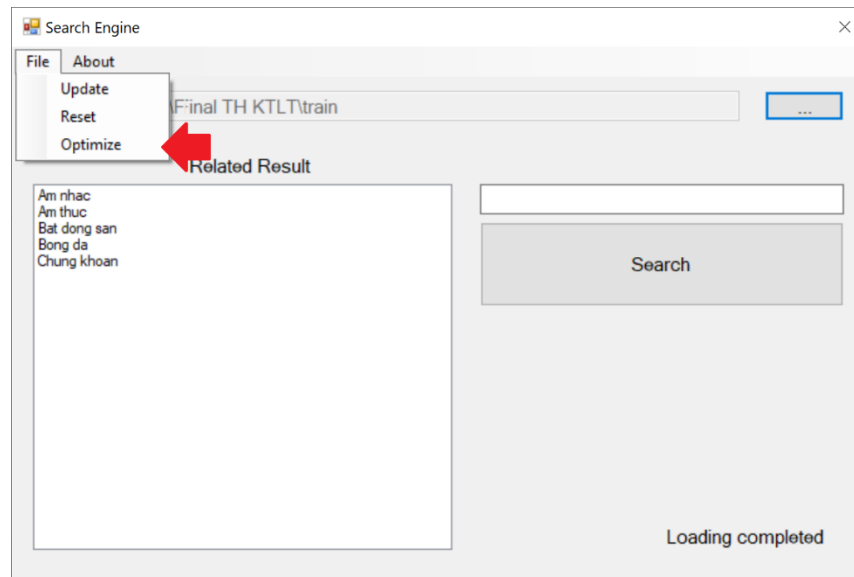 Search Engine
File About
Update
Reset
Optimize
\Final TH KTLT\train
...
Related Result
Am nhac
Am thuc
Bat dong san
Bong da
Chung khoan
Search
Loading completed